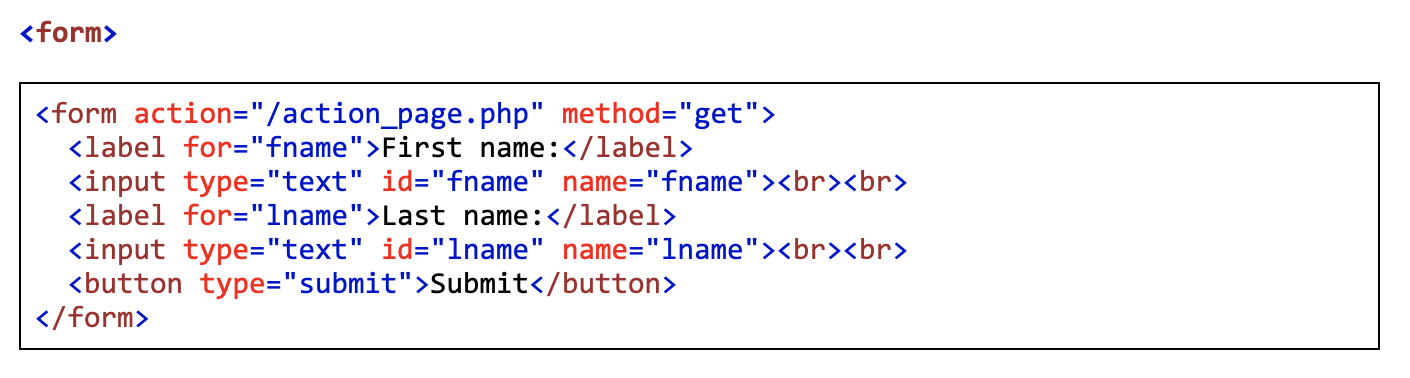 <form>
<form action="/action_page.php" method="get">
<label for="fname">First name:</label>
<input type="text" id="fname" name="fname"><br><br>
<label for="lname">Last name:</label>
<input type="text" id="lname" name="lname"><br><br>
<button type="submit">Submit</button>
</form>